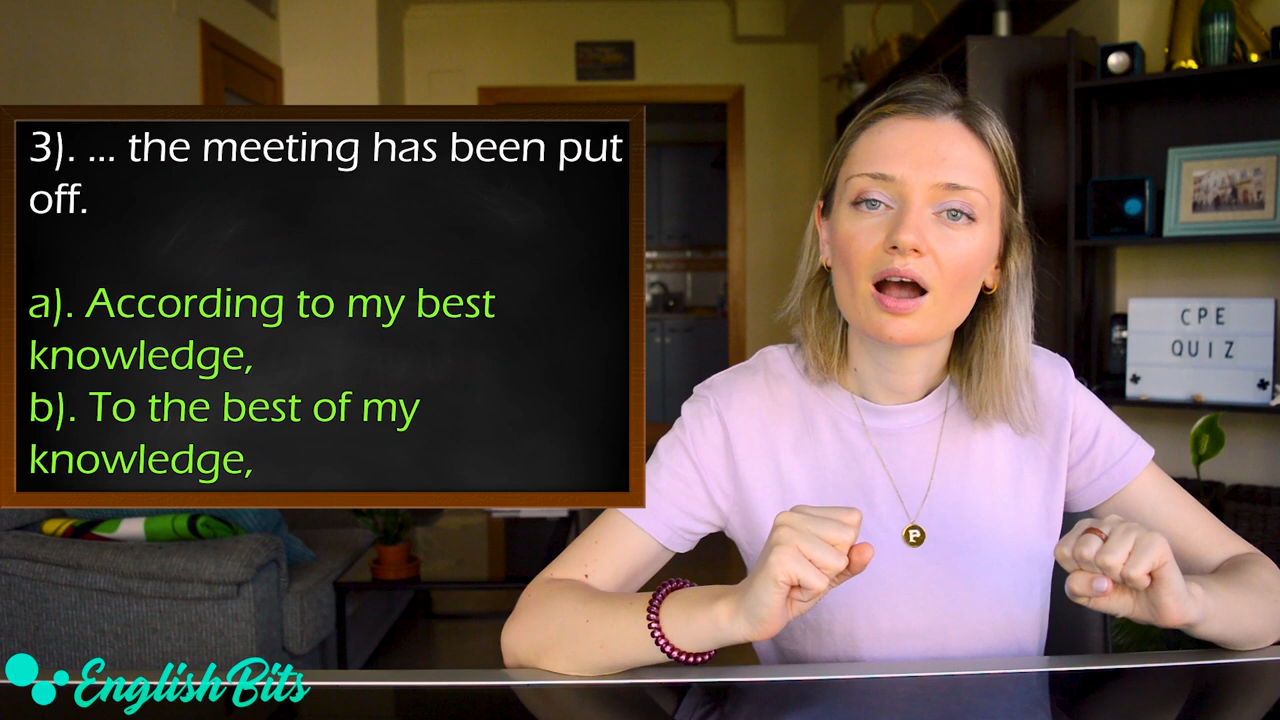 3). ... the meeting has been put
off.
a). According to my best
knowledge,
b). To the best of my
knowledge,
CPE
QUIZ
P
EnglishBits